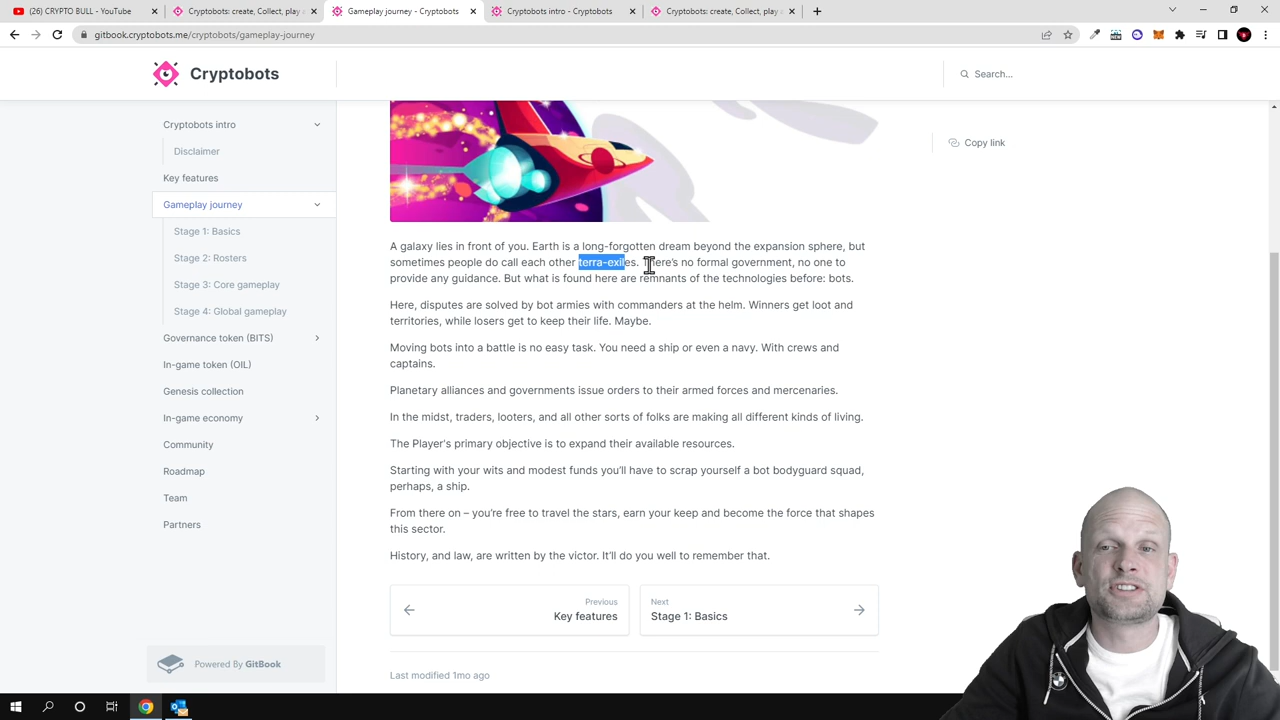 (26) CRYPTO BULL - YouTube
Cryptobots: create, Collect, play
Gameplay journey - Cryptobots
Cryptobots intro - Cryptobots
Cryptobots: create, Collect, play
gitbook.cryptobots.me/cryptobots/gameplay-journey
Cryptobots
Search...
Cryptobots intro
Disclaimer
Key features
Gameplay journey
Stage 1: Basics
Stage 2: Rosters
Stage 3: Core gameplay
Stage 4: Global gameplay
Governance token (BITS)
In-game token (OIL)
Genesis collection
In-game economy
Community
Roadmap
Team
Partners
Powered By GitBook
Copy link
A galaxy lies in front of you. Earth is a long-forgotten dream beyond the expansion sphere, but
sometimes people do call each other terra-exiles. There's no formal government, no one to
provide any guidance. But what is found here are remnants of the technologies before: bots.
Here, disputes are solved by bot armies with commanders at the helm. Winners get loot and
territories, while losers get to keep their life. Maybe.
Moving bots into a battle is no easy task. You need a ship or even a navy. With crews and
captains.
Planetary alliances and governments issue orders to their armed forces and mercenaries.
In the midst, traders, looters, and all other sorts of folks are making all different kinds of living.
The Player's primary objective is to expand their available resources.
Starting with your wits and modest funds you'll have to scrap yourself a bot bodyguard squad,
perhaps, a ship.
From there on – you're free to travel the stars, earn your keep and become the force that shapes
this sector.
History, and law, are written by the victor. It'll do you well to remember that.
Previous
Key features
Next
Stage 1: Basics
Last modified 1mo ago